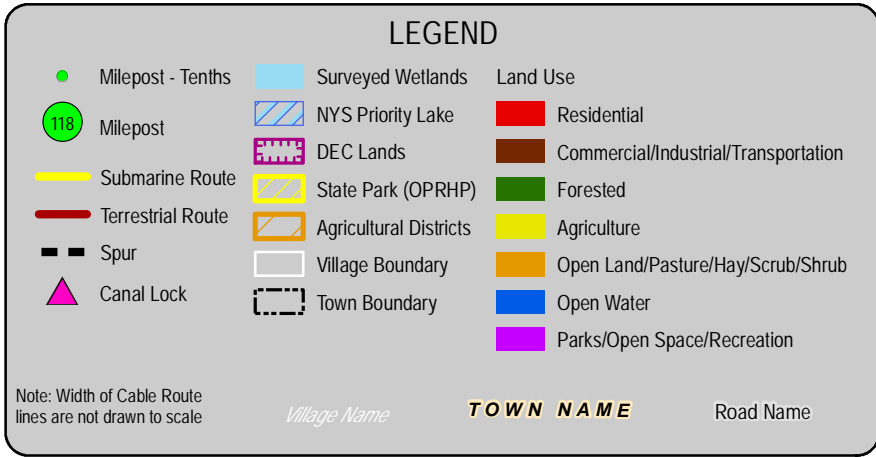 LEGEND
Milepost - Tenths
118
Milepost
Submarine Route
Terrestrial Route
Spur
Canal Lock
Surveyed Wetlands
NYS Priority Lake
DEC Lands
State Park (OPRHP)
Agricultural Districts
Village Boundary
Town Boundary
Land Use
Residential
Commercial/Industrial/Transportation
Forested
Agriculture
Open Land/Pasture/Hay/Scrub/Shrub
Open Water
Parks/Open Space/Recreation
Note: Width of Cable Route
lines are not drawn to scale
Village Name
TOWN NAME
Road Name